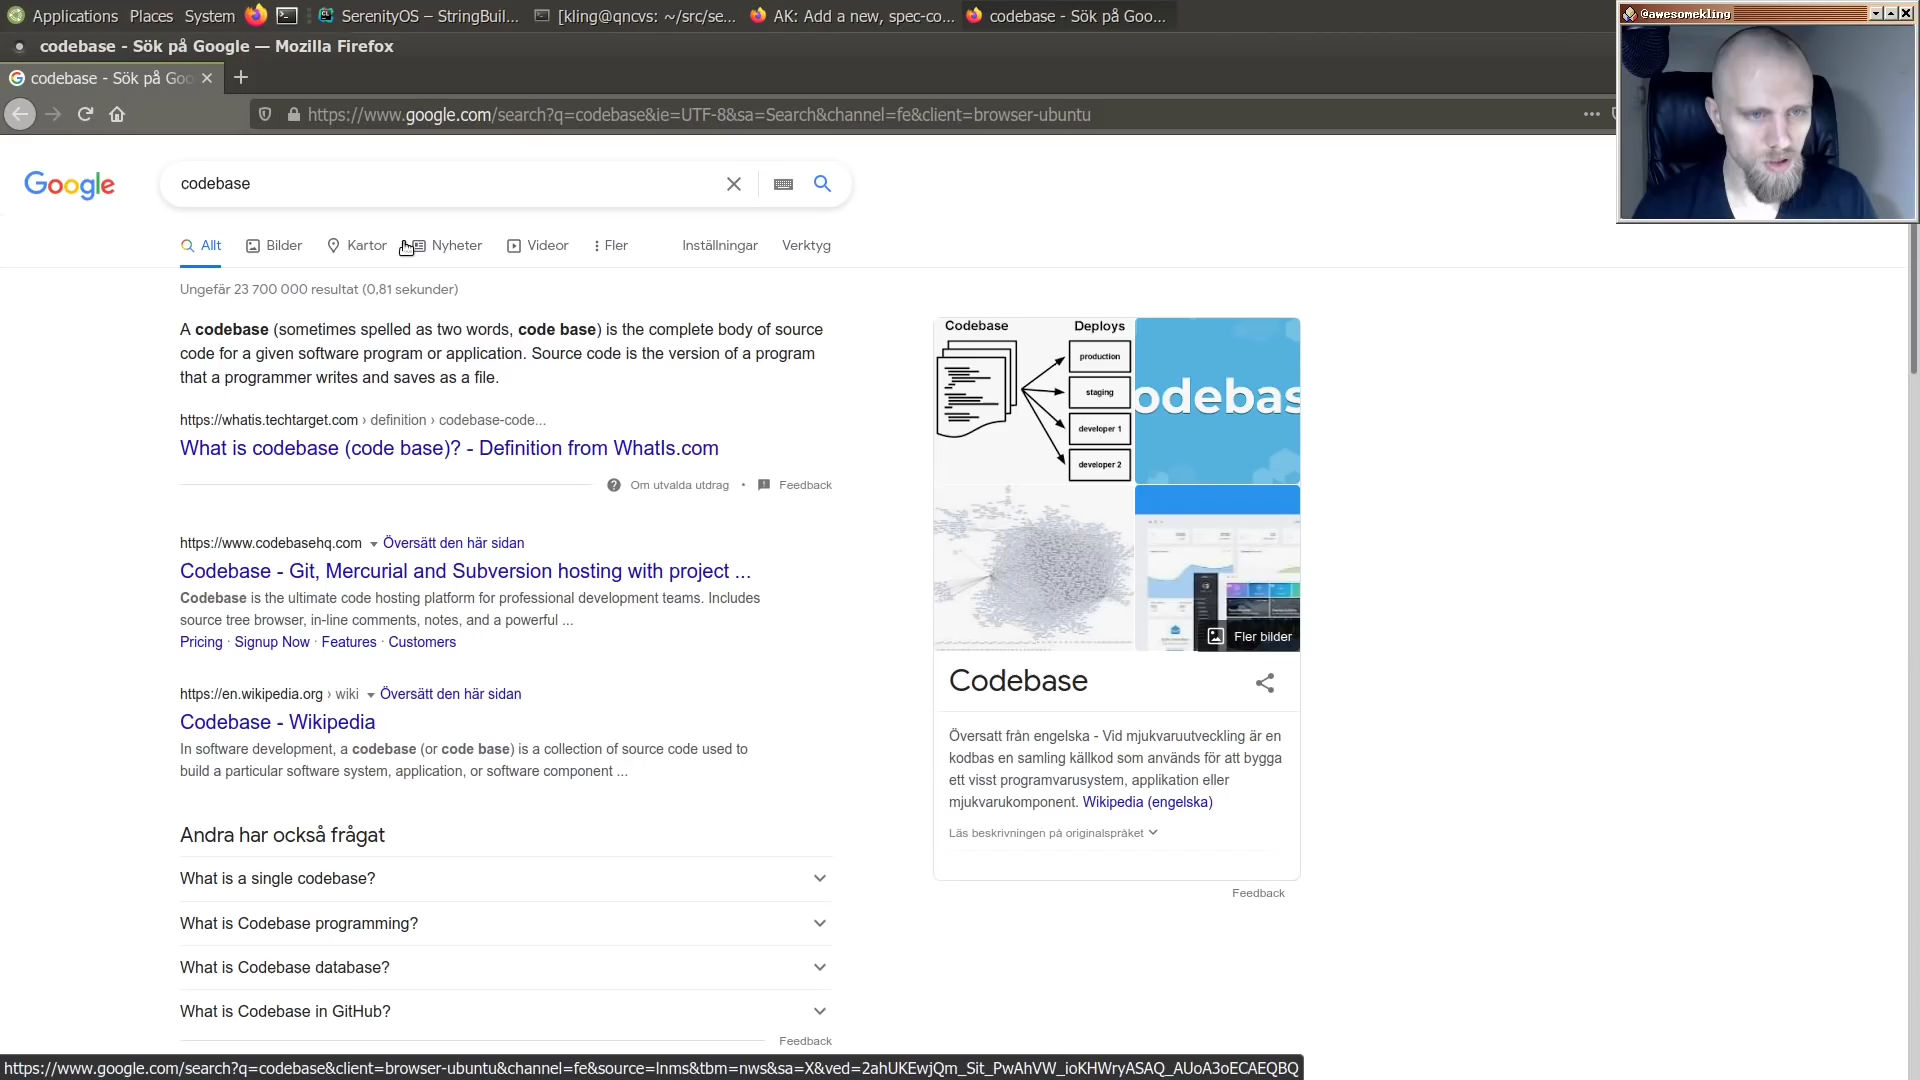 Applications Places System SerenityOS – StringBuil... [kling@qncvs: ~/src/se... AK: Add a new, spec-co... codebase - Sök på Goo...
@awesomekling
codebase - Sök på Google — Mozilla Firefox
codebase - Sök på Goo
https://www.google.com/search?q=codebase&ie=UTF-8&sa=Search&channel=fe&client=browser-ubuntu
Google
codebase
Allt Bilder Kartor Nyheter Videor Fler Inställningar Verktyg
Ungefär 23 700 000 resultat (0,81 sekunder)
A codebase (sometimes spelled as two words, code base) is the complete body of source
code for a given software program or application. Source code is the version of a program
that a programmer writes and saves as a file.
https://whatis.techtarget.com › definition › codebase-code...
What is codebase (code base)? - Definition from WhatIs.com
Om utvalda utdrag • Feedback
https://www.codebasehq.com Översätt den här sidan
Codebase - Git, Mercurial and Subversion hosting with project ...
Codebase is the ultimate code hosting platform for professional development teams. Includes
source tree browser, in-line comments, notes, and a powerful ...
Pricing · Signup Now · Features · Customers
https://en.wikipedia.org › wiki Översätt den här sidan
Codebase - Wikipedia
In software development, a codebase (or code base) is a collection of source code used to
build a particular software system, application, or software component ...
Andra har också frågat
What is a single codebase?
What is Codebase programming?
What is Codebase database?
What is Codebase in GitHub?
Feedback
Codebase Deploys
production
staging
developer 1
developer 2
odebas
Fler bilder
Codebase
Översatt från engelska - Vid mjukvaruutveckling är en
kodbas en samling källkod som används för att bygga
ett visst programvarusystem, applikation eller
mjukvarukomponent. Wikipedia (engelska)
Läs beskrivningen på originalspråket
Feedback
https://www.google.com/search?q=codebase&client=browser-ubuntu&channel=fe&source=lnms&tbm=nws&sa=X&ved=2ahUKEwjQm_Sit_PwAhVW_ioKHWryASAQ_AUoA3oECAEQBQ